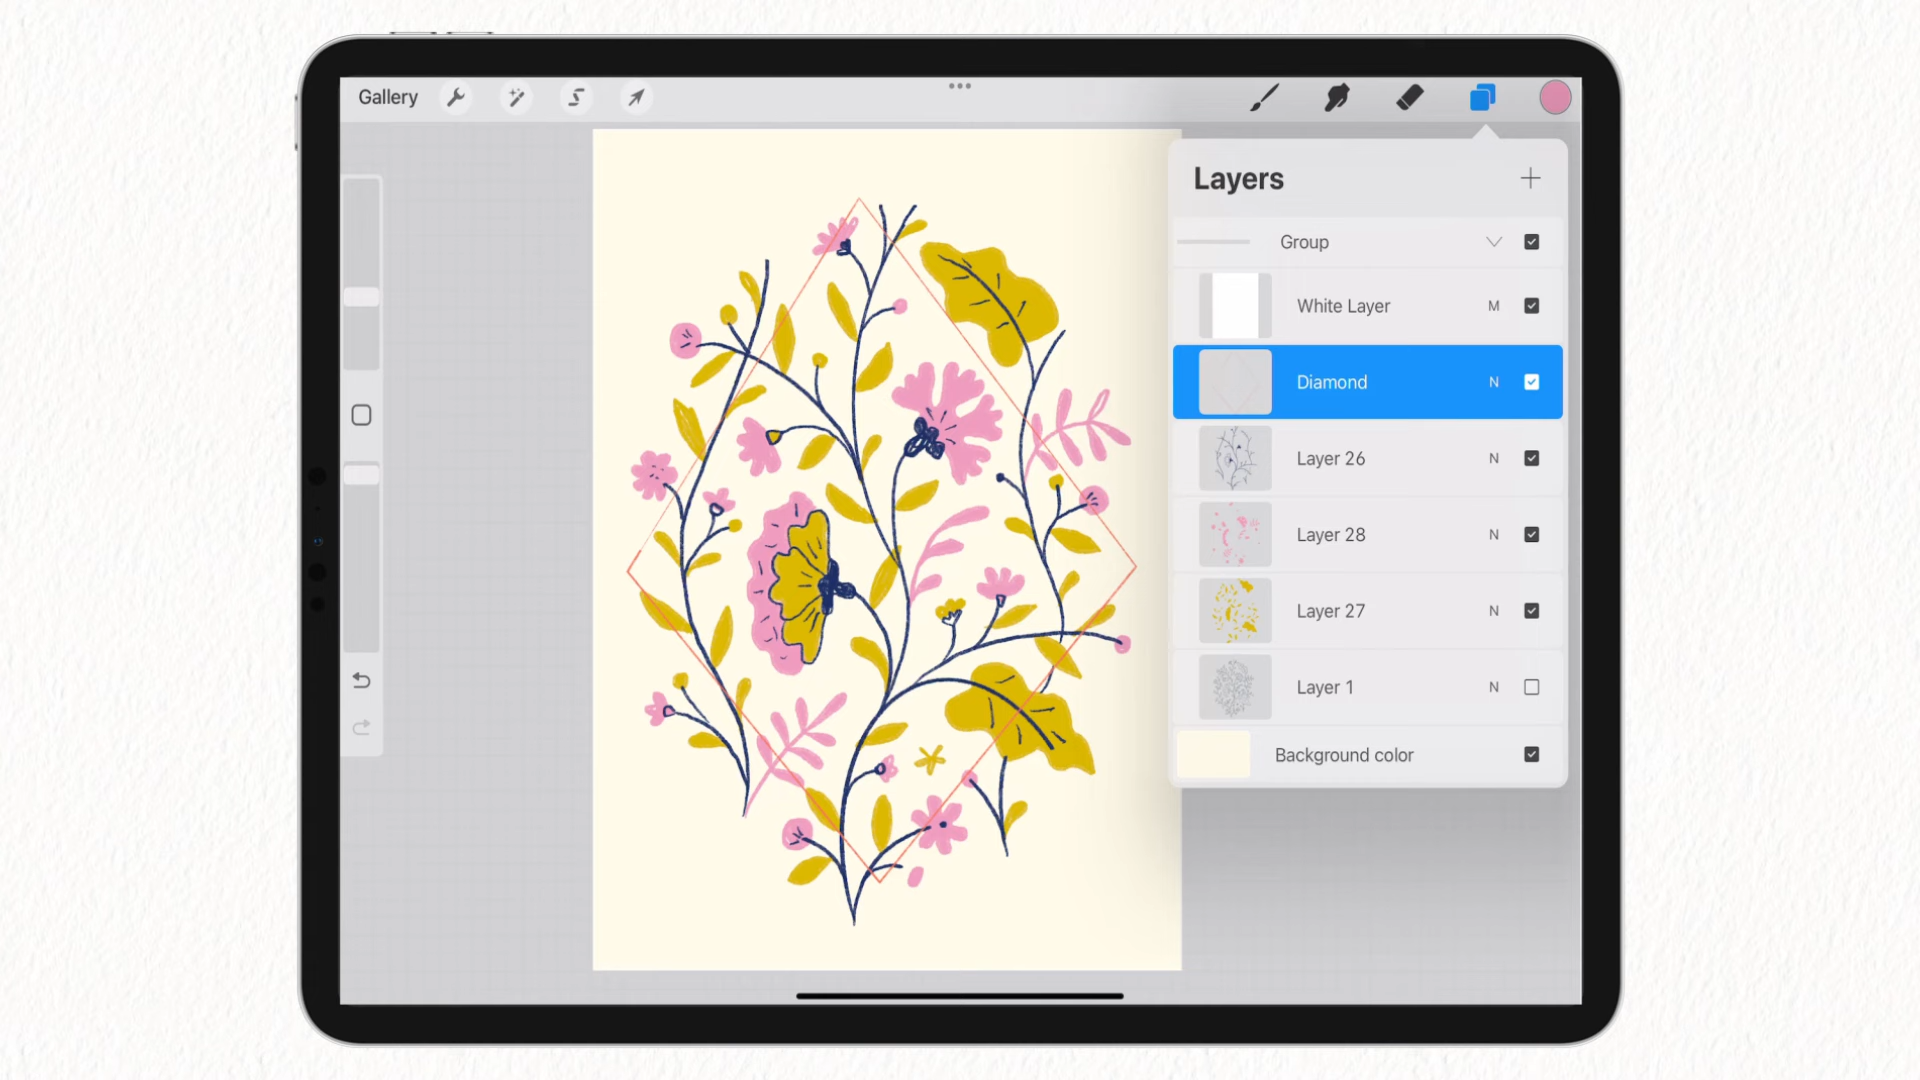 Gallery
Layers
Group
White Layer M
Diamond N
Layer 26 N
Layer 28 N
Layer 27 N
Layer 1 N
Background color